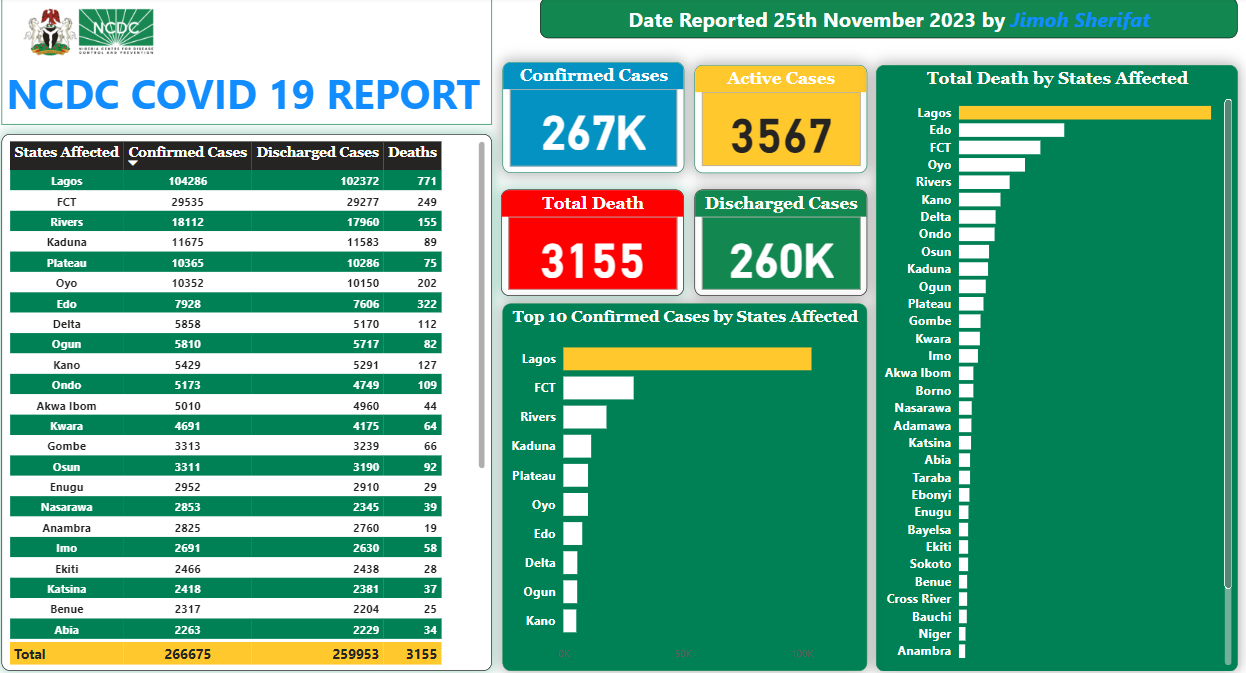 NCDC
NIGERIA CENTRE FOR DISEASE
CONTROL AND PREVENTION
NCDC COVID 19 REPORT
Date Reported 25th November 2023 by Jimoh Sherifat
States Affected Confirmed Cases Discharged Cases Deaths
Lagos 104286 102372 771
FCT 29535 29277 249
Rivers 18112 17960 155
Kaduna 11675 11583 89
Plateau 10365 10286 75
Oyo 10352 10150 202
Edo 7928 7606 322
Delta 5858 5170 112
Ogun 5810 5717 82
Kano 5429 5291 127
Ondo 5173 4749 109
Akwa Ibom 5010 4960 44
Kwara 4691 4175 64
Gombe 3313 3239 66
Osun 3311 3190 92
Enugu 2952 2910 29
Nasarawa 2853 2345 39
Anambra 2825 2760 19
Imo 2691 2630 58
Ekiti 2466 2438 28
Katsina 2418 2381 37
Benue 2317 2204 25
Abia 2263 2229 34
Total 266675 259953 3155
Confirmed Cases
267K
Active Cases
3567
Total Death
3155
Discharged Cases
260K
Top 10 Confirmed Cases by States Affected
Lagos
FCT
Rivers
Kaduna
Plateau
Oyo
Edo
Delta
Ogun
Kano
0K 50K 100K
Total Death by States Affected
Lagos
Edo
FCT
Oyo
Rivers
Kano
Delta
Ondo
Osun
Kaduna
Ogun
Plateau
Gombe
Kwara
Imo
Akwa Ibom
Borno
Nasarawa
Adamawa
Katsina
Abia
Taraba
Ebonyi
Enugu
Bayelsa
Ekiti
Sokoto
Benue
Cross River
Bauchi
Niger
Anambra